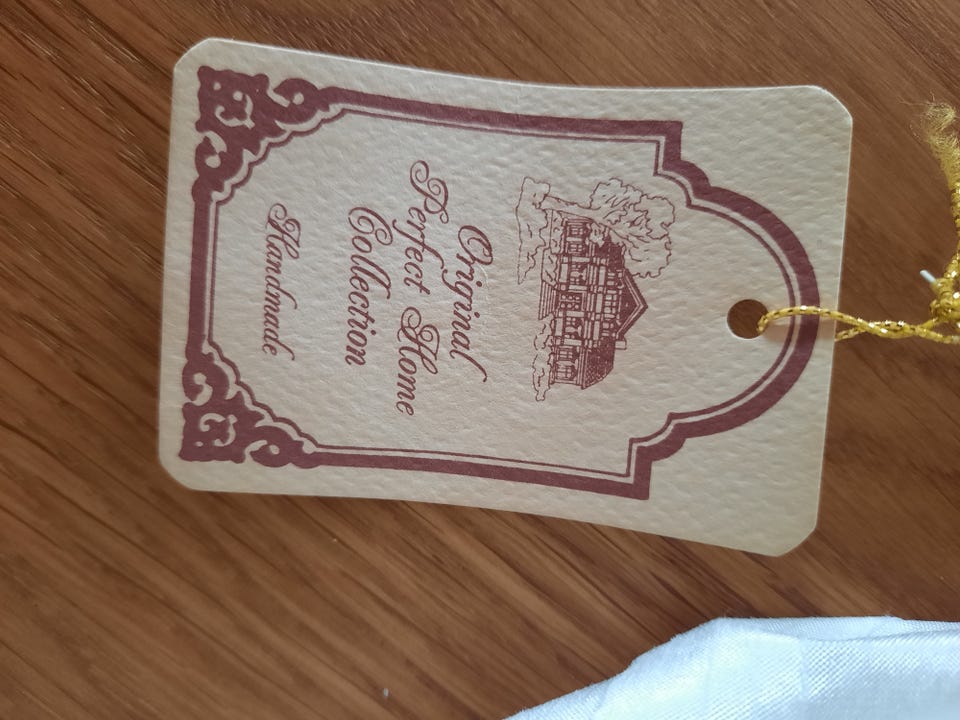 Original
Perfect Home
Collection
Handmade